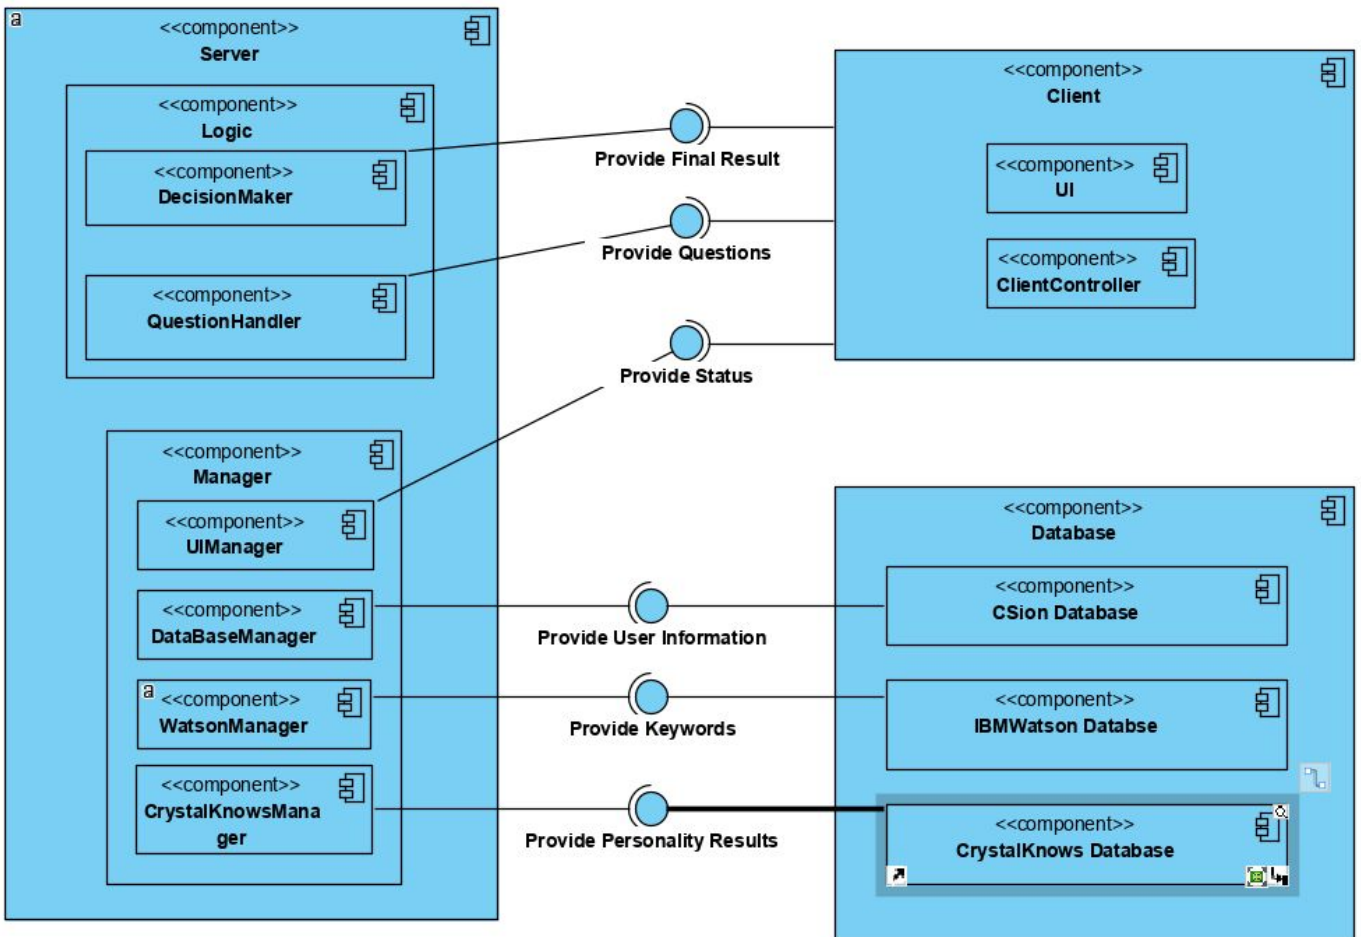 a
<<component>>
Server
<<component>>
Logic
<<component>>
DecisionMaker
<<component>>
QuestionHandler
<<component>>
Manager
<<component>>
UIManager
<<component>>
DataBaseManager
a
<<component>>
WatsonManager
<<component>>
CrystalKnowsMana
ger
Provide Final Result
Provide Questions
Provide Status
Provide User Information
Provide Keywords
Provide Personality Results
<<component>>
Client
<<component>>
UI
<<component>>
ClientController
<<component>>
Database
<<component>>
CSion Database
<<component>>
IBMWatson Databse
<<component>>
CrystalKnows Database